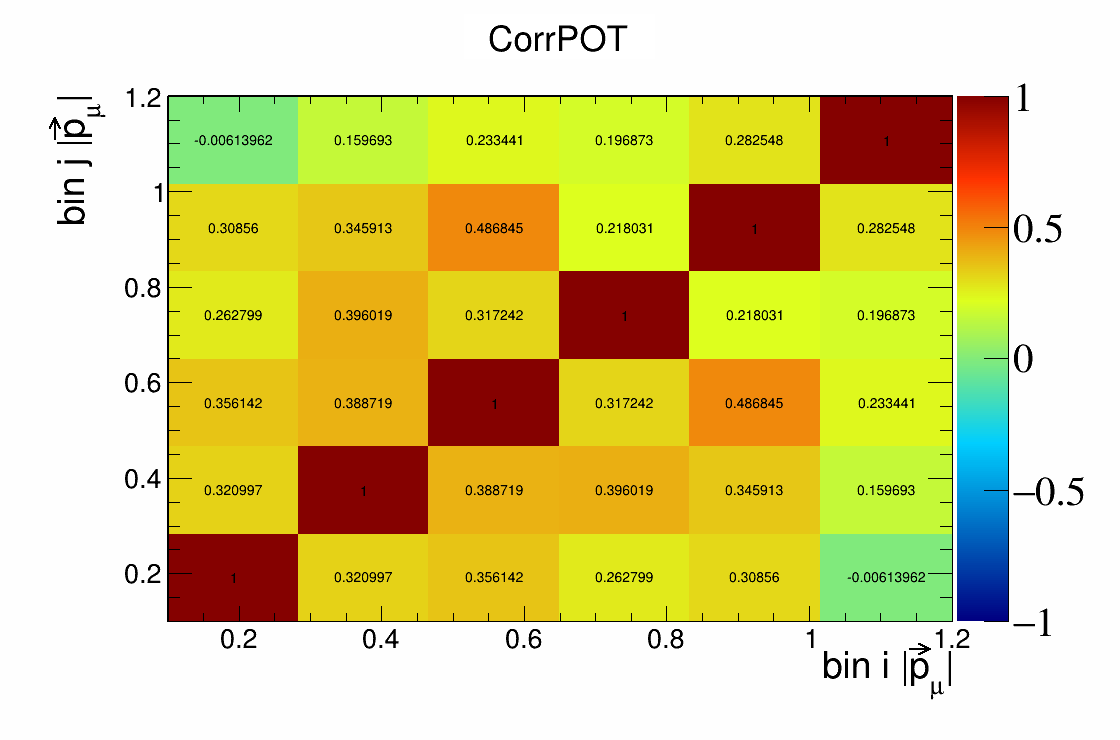 CorrPOT
bin j |p⃗μ|
1.2
1
0.8
0.6
0.4
0.2
-0.00613962 0.159693 0.233441 0.196873 0.282548 1
0.30856 0.345913 0.486845 0.218031 1 0.282548
0.262799 0.396019 0.317242 1 0.218031 0.196873
0.356142 0.388719 1 0.317242 0.486845 0.233441
0.320997 1 0.388719 0.396019 0.345913 0.159693
1 0.320997 0.356142 0.262799 0.30856 -0.00613962
0.2 0.4 0.6 0.8 1 1.2
bin i |p⃗μ|
1
0.5
0
−0.5
−1